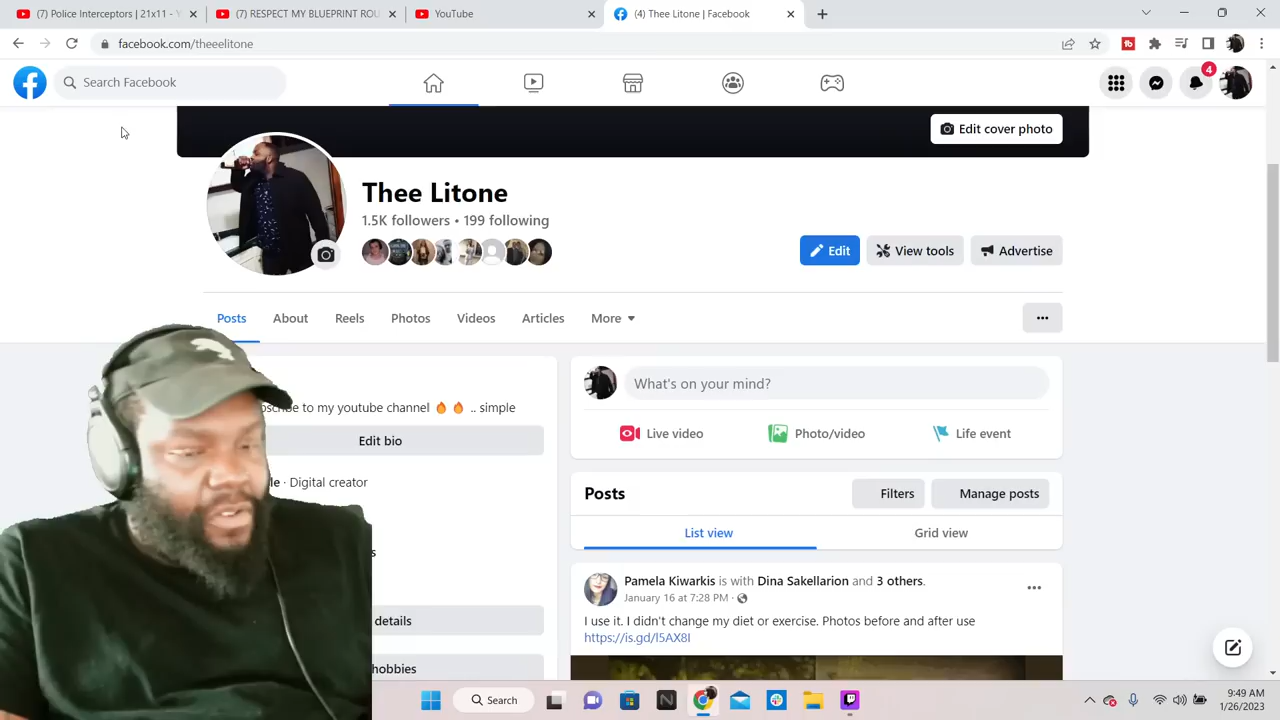 (7) Police Interceptors | 21x11 - Y
(7) RESPECT MY BLUEPRINT ROU
YouTube
(4) Thee Litone | Facebook
facebook.com/theeelitone
Search Facebook
4
Edit cover photo
Thee Litone
1.5K followers • 199 following
Edit
View tools
Advertise
Posts
About
Reels
Photos
Videos
Articles
More
What's on your mind?
scribe to my youtube channel 🔥 🔥 .. simple
Edit bio
Live video
Photo/video
Life event
le · Digital creator
Posts
Filters
Manage posts
List view
Grid view
s
Pamela Kiwarkis is with Dina Sakellarion and 3 others.
January 16 at 7:28 PM ·
details
I use it. I didn't change my diet or exercise. Photos before and after use
https://is.gd/l5AX8I
hobbies
Search
9:49 AM
1/26/2023